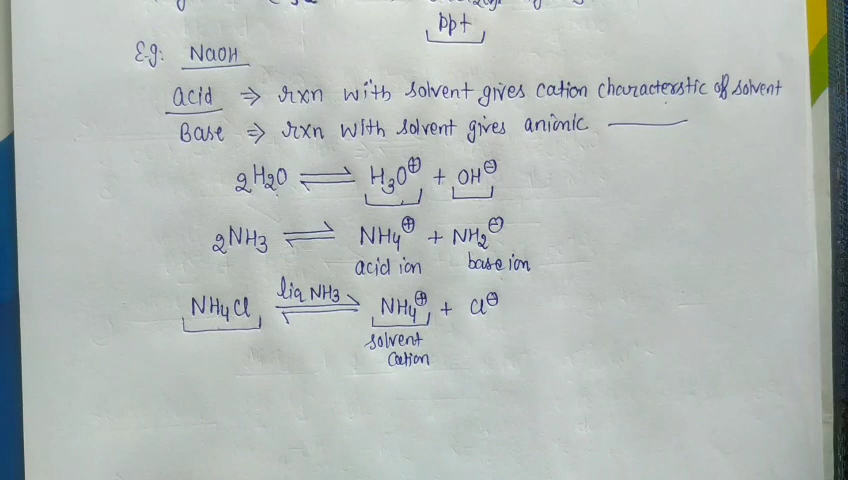 ppt
E.g: NaOH
acid ⇒ rxn with solvent gives cation characterstic of solvent
Base ⇒ rxn with solvent gives anionic ———
2H2O ⇌ H3O⊕ + OH⊖
2NH3 ⇌ NH4⊕ + NH2⊖
acid ion base ion
NH4Cl liq NH3 ⇌ NH4⊕ + Cl⊖
solvent
cation